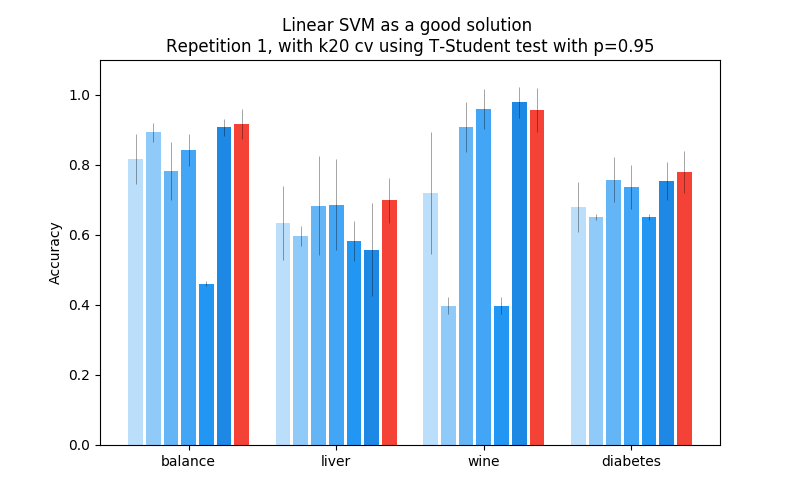 Linear SVM as a good solution
Repetition 1, with k20 cv using T-Student test with p=0.95
1.0
0.8
0.6
0.4
0.2
0.0
Accuracy
balance
liver
wine
diabetes